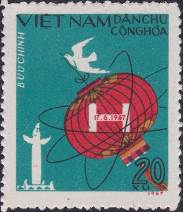 VIỆT NAM DÂN CHỦ
CỘNG HÒA
BƯU CHÍNH
H
17.6.1967
20
XU
1967